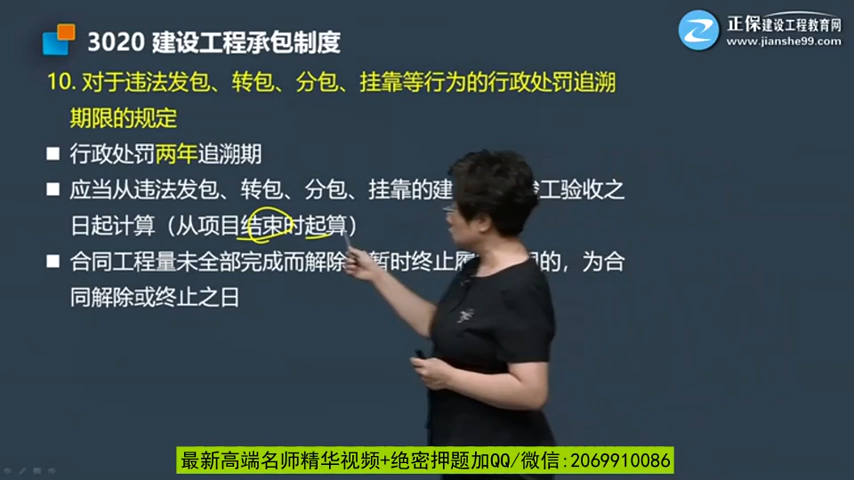 3020 建设工程承包制度
正保建设工程教育网
www.jianshe99.com
10. 对于违法发包、转包、分包、挂靠等行为的行政处罚追溯
期限的规定
行政处罚两年追溯期
应当从违法发包、转包、分包、挂靠的建 工验收之
日起计算（从项目结束时起算）
合同工程量未全部完成而解除 暂时终止履 的，为合
同解除或终止之日
最新高端名师精华视频+绝密押题加QQ/微信:2069910086